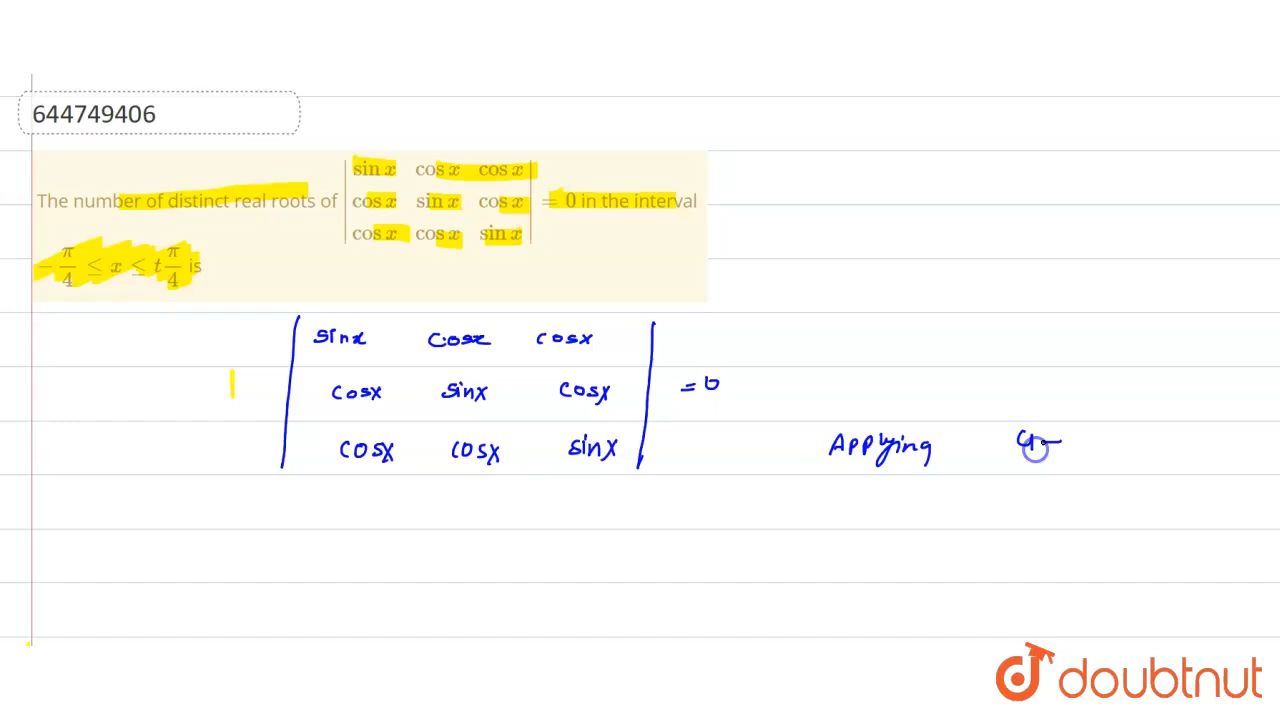 644749406
The number of distinct real roots of | sin x cos x cos x |
| cos x sin x cos x | = 0 in the interval
| cos x cos x sin x |
−π/4 ≤ x ≤ tπ/4 is
| sinx cosx cosx |
| cosx sinx cosx | = 0
| cosx cosx sinx |
Applying
doubtnut